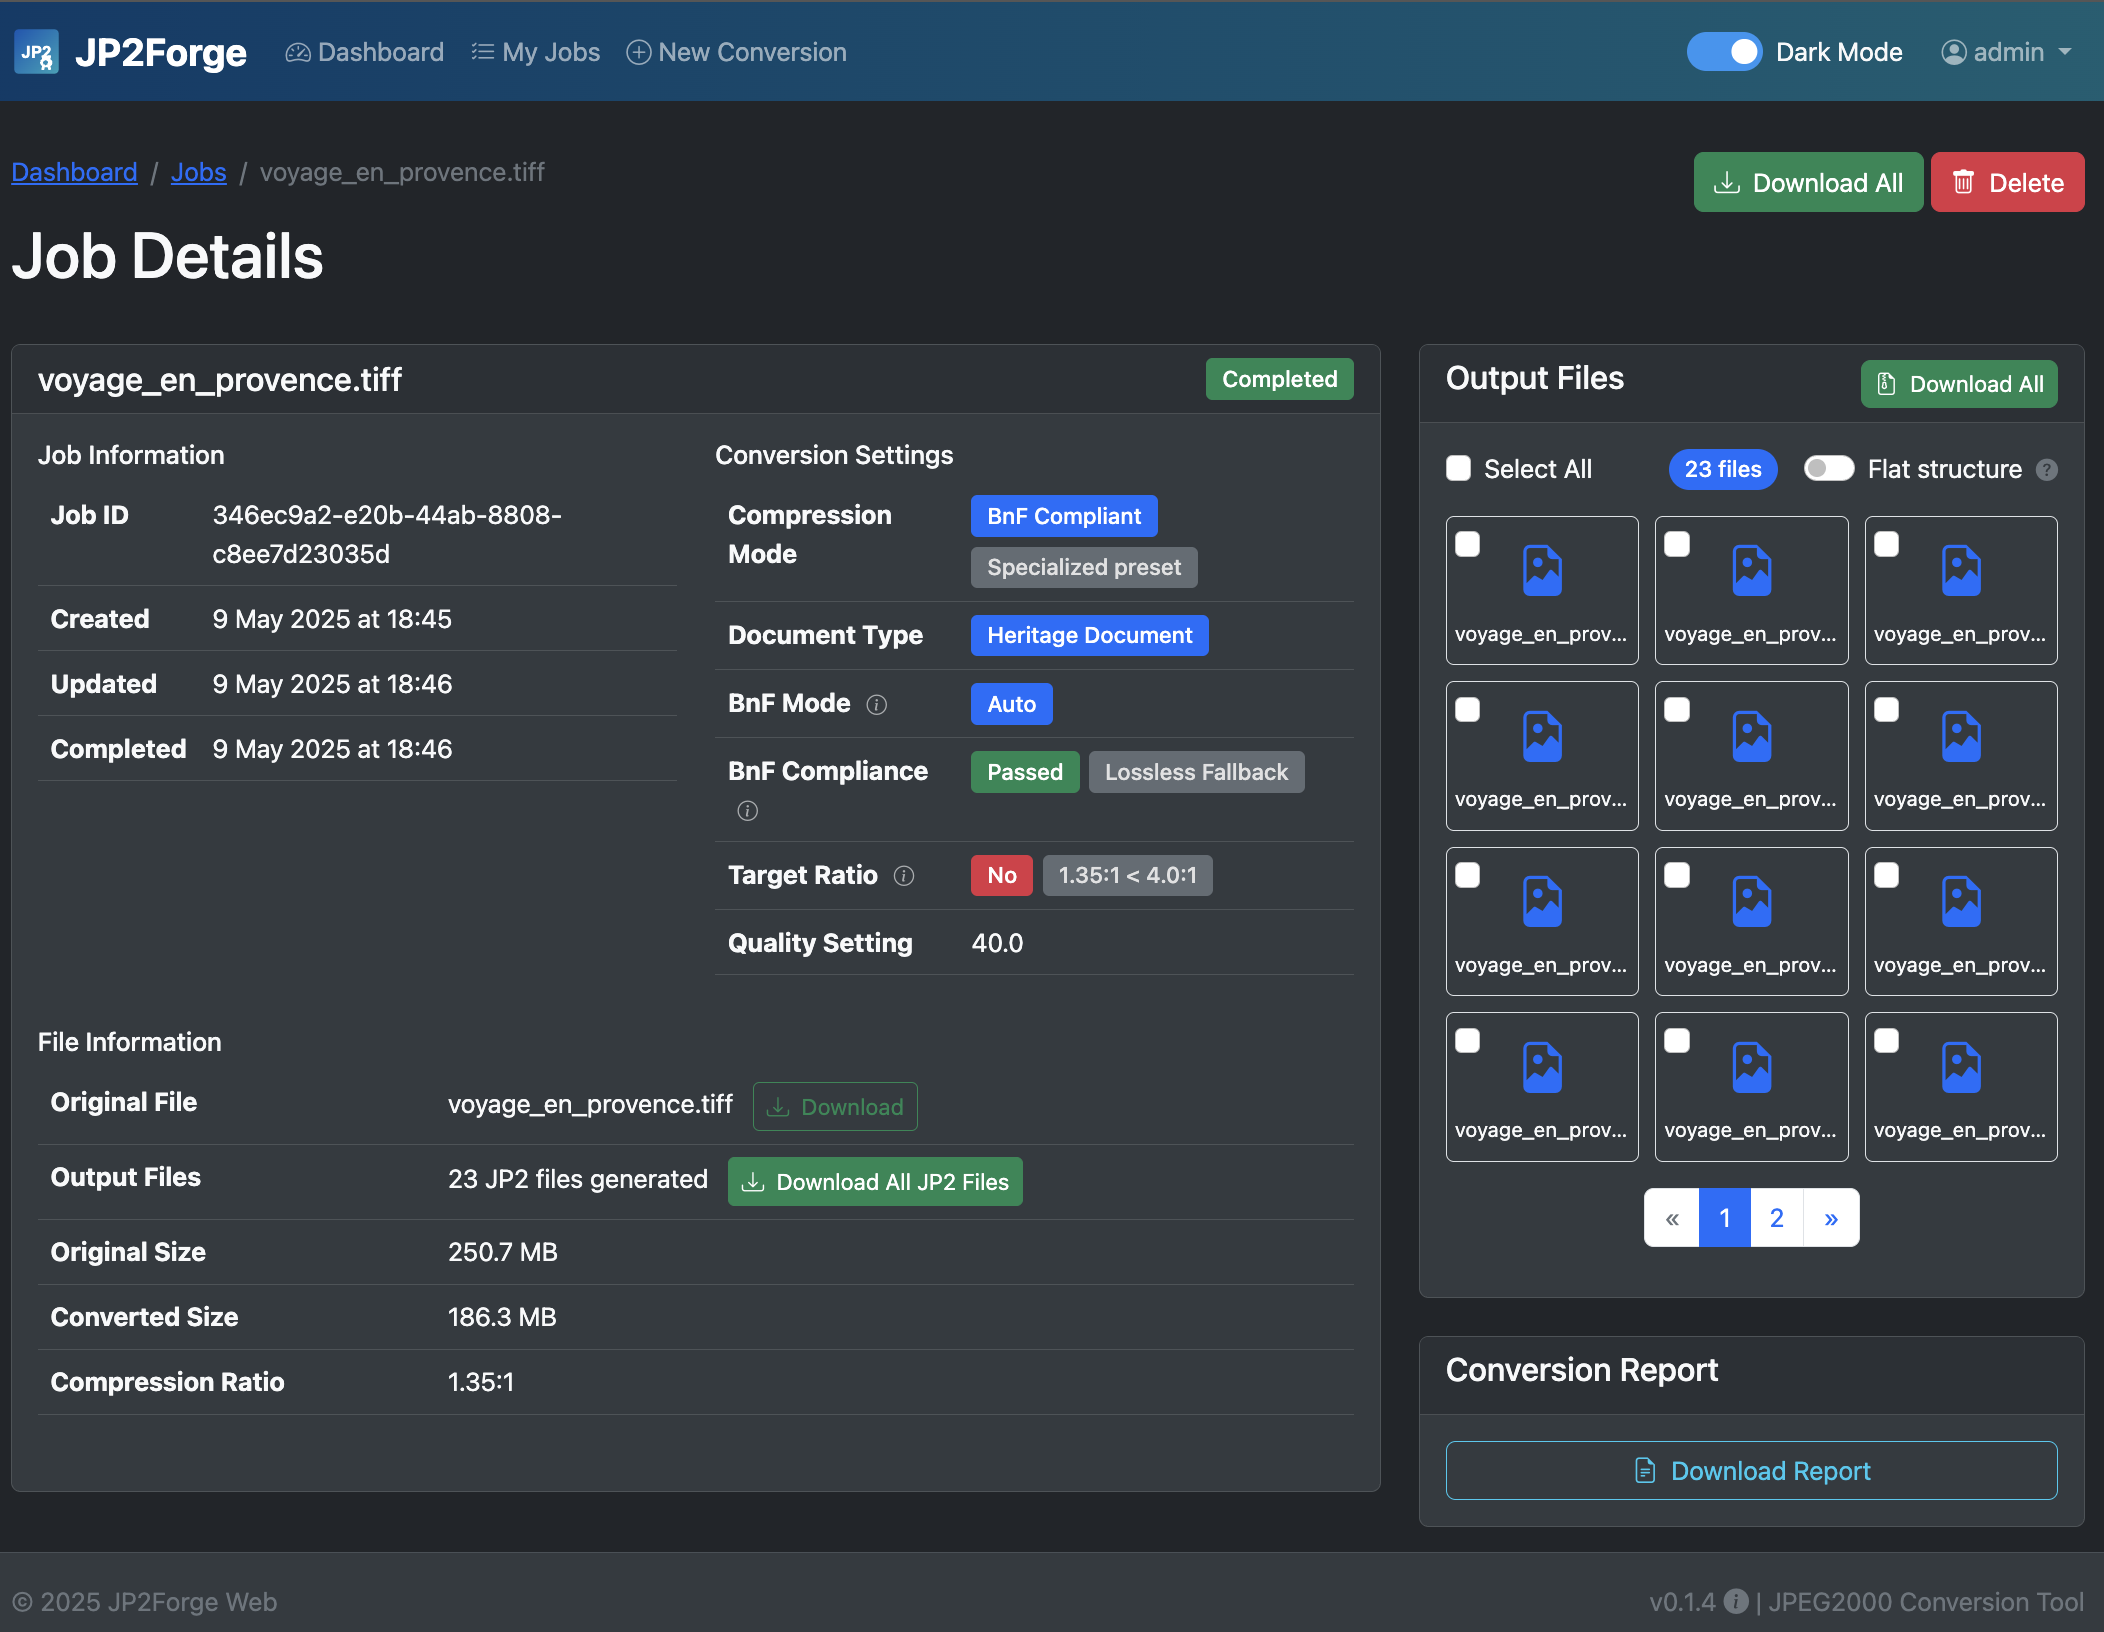 JP2 JP2Forge Dashboard My Jobs New Conversion Dark Mode admin
Dashboard / Jobs / voyage_en_provence.tiff
Download All Delete
Job Details
voyage_en_provence.tiff Completed
Job Information
Job ID 346ec9a2-e20b-44ab-8808-
c8ee7d23035d
Created 9 May 2025 at 18:45
Updated 9 May 2025 at 18:46
Completed 9 May 2025 at 18:46
Conversion Settings
Compression BnF Compliant
Mode Specialized preset
Document Type Heritage Document
BnF Mode Auto
BnF Compliance Passed Lossless Fallback
Target Ratio No 1.35:1 < 4.0:1
Quality Setting 40.0
File Information
Original File voyage_en_provence.tiff Download
Output Files 23 JP2 files generated Download All JP2 Files
Original Size 250.7 MB
Converted Size 186.3 MB
Compression Ratio 1.35:1
Output Files Download All
Select All 23 files Flat structure ?
voyage_en_prov... voyage_en_prov... voyage_en_prov...
voyage_en_prov... voyage_en_prov... voyage_en_prov...
voyage_en_prov... voyage_en_prov... voyage_en_prov...
voyage_en_prov... voyage_en_prov... voyage_en_prov...
« 1 2 »
Conversion Report
Download Report
© 2025 JP2Forge Web
v0.1.4 | JPEG2000 Conversion Tool